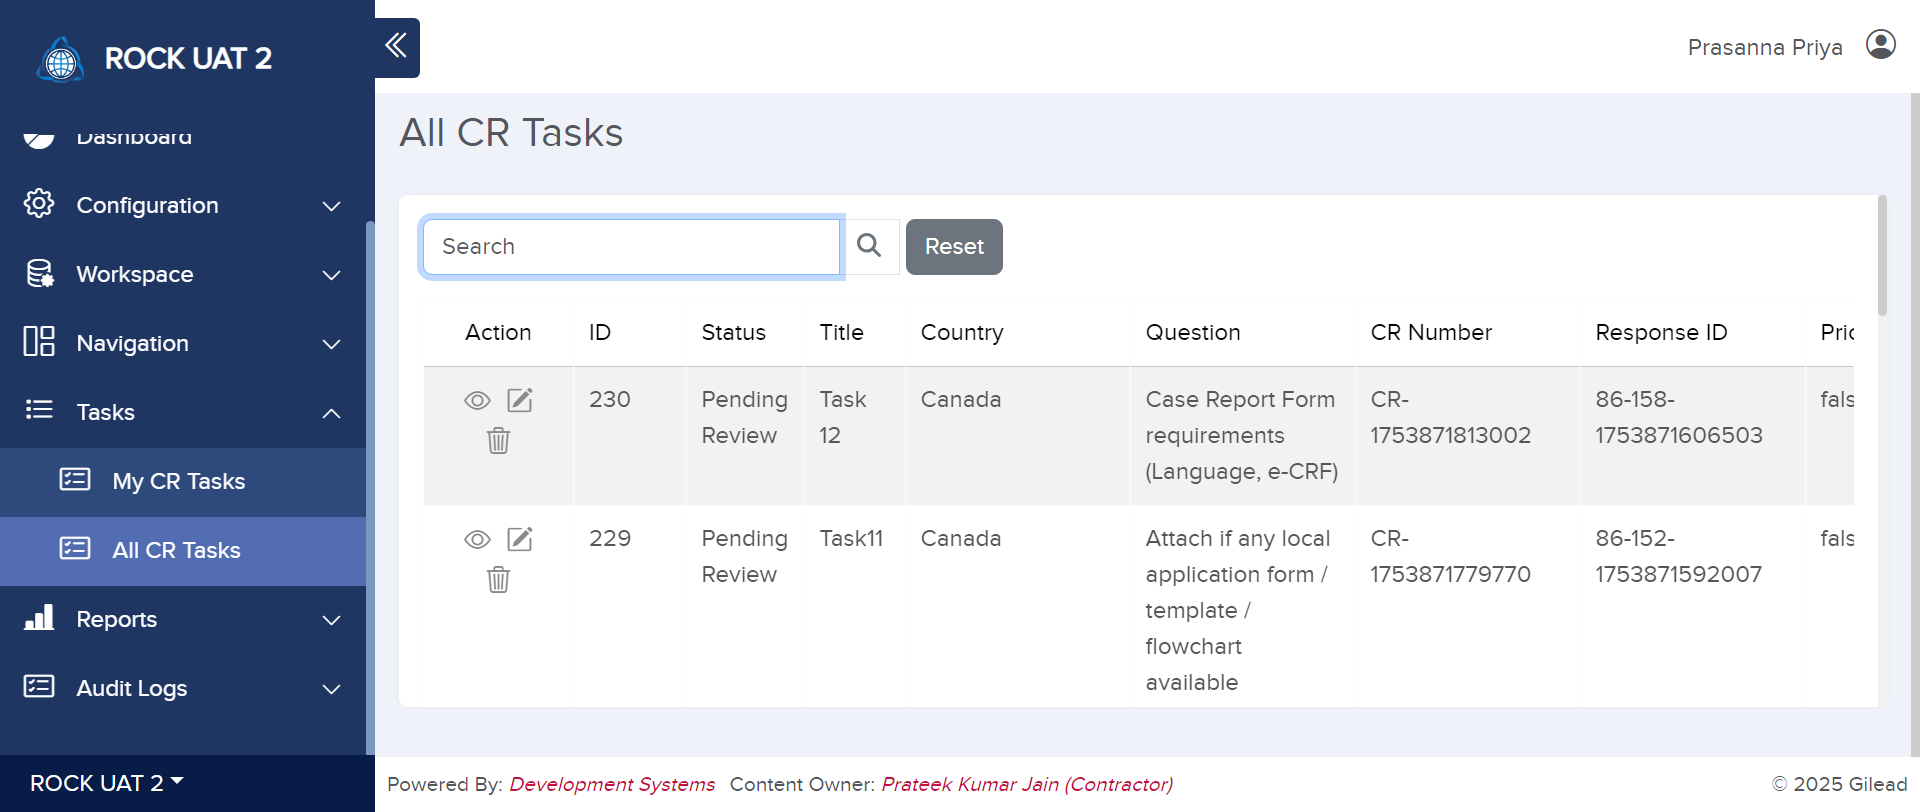 ROCK UAT 2
Prasanna Priya
Dashboard
Configuration
Workspace
Navigation
Tasks
My CR Tasks
All CR Tasks
Reports
Audit Logs
ROCK UAT 2
All CR Tasks
Search
Reset
Action ID Status Title Country Question CR Number Response ID
230 Pending Task Canada Case Report Form CR- 86-158-
Review 12 requirements 1753871813002 1753871606503
(Language, e-CRF)
229 Pending Task11 Canada Attach if any local CR- 86-152-
Review application form / 1753871779770 1753871592007
template /
flowchart
available
Powered By: Development Systems Content Owner: Prateek Kumar Jain (Contractor)
© 2025 Gilead